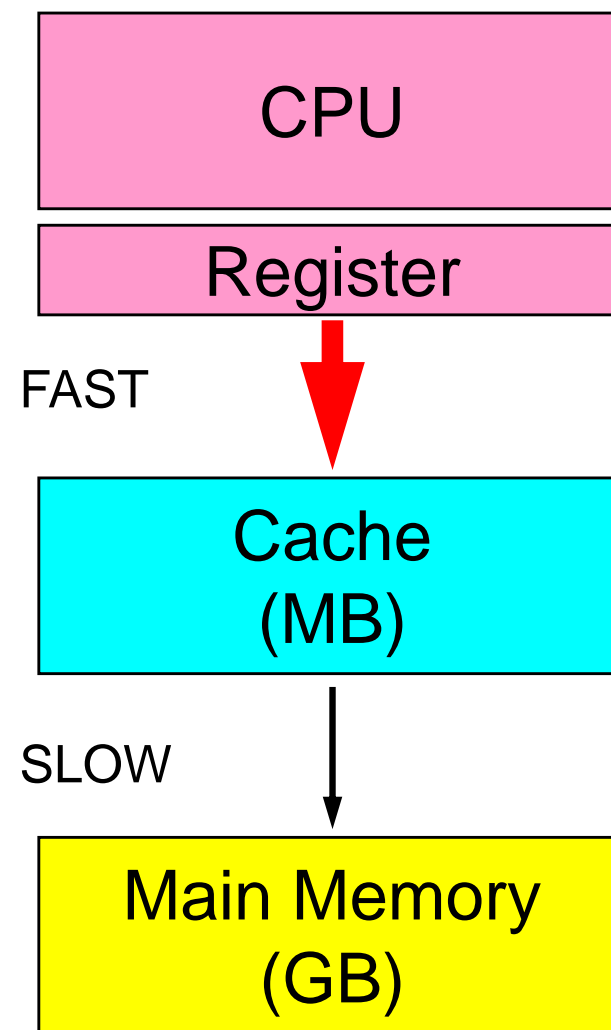 CPU
Register
FAST
Cache
(MB)
SLOW
Main Memory
(GB)